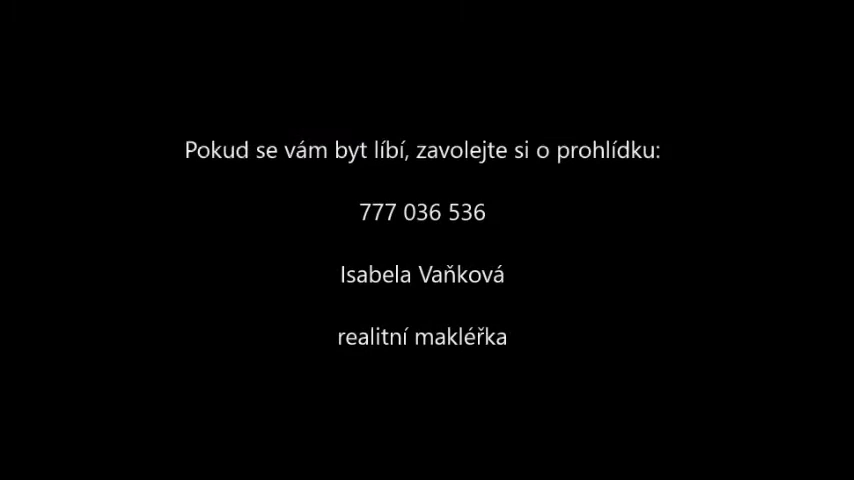 Pokud se vám byt líbí, zavolejte si o prohlídku:
777 036 536
Isabela Vaňková
realitní makléřka